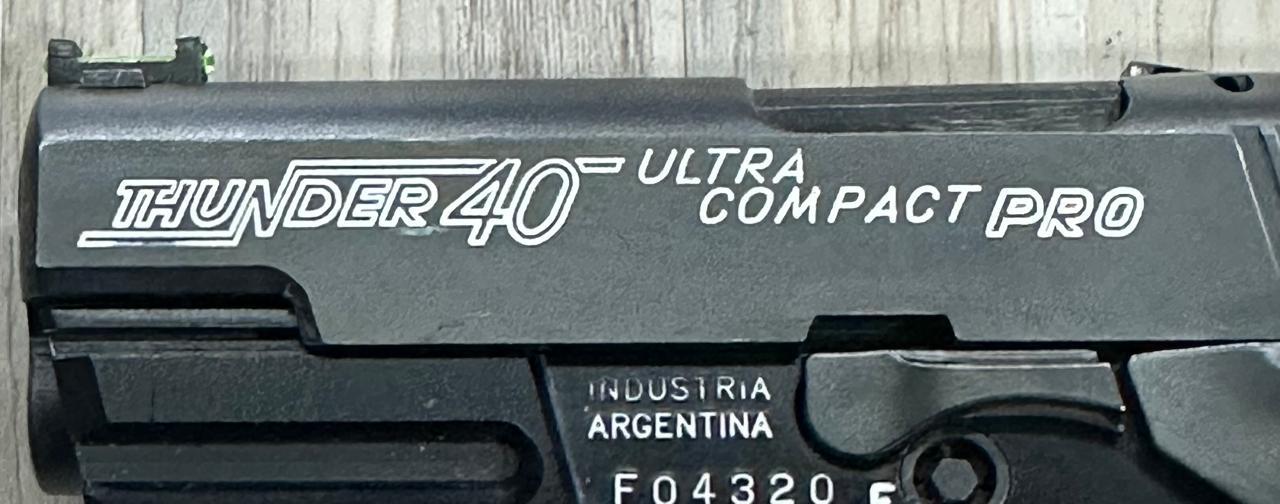 THUNDER 40 ULTRA
COMPACT PRO
INDUSTRIA
ARGENTINA
F04320